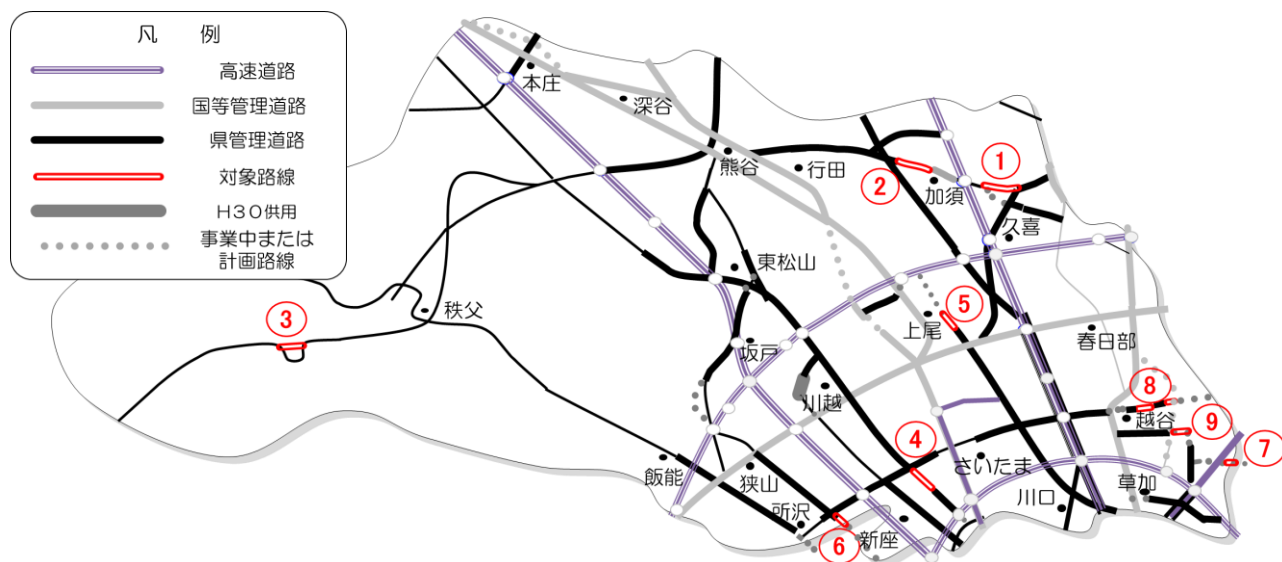 凡　例
高速道路
国等管理道路
県管理道路
対象路線
H30供用
事業中または
計画路線
本庄
深谷
熊谷
行田
②
加須
①
久喜
東松山
秩父
③
⑤
上尾
坂戸
春日部
川越
⑧
越谷
⑨
④
⑦
さいたま
飯能
狭山
川口
草加
所沢
新座
⑥